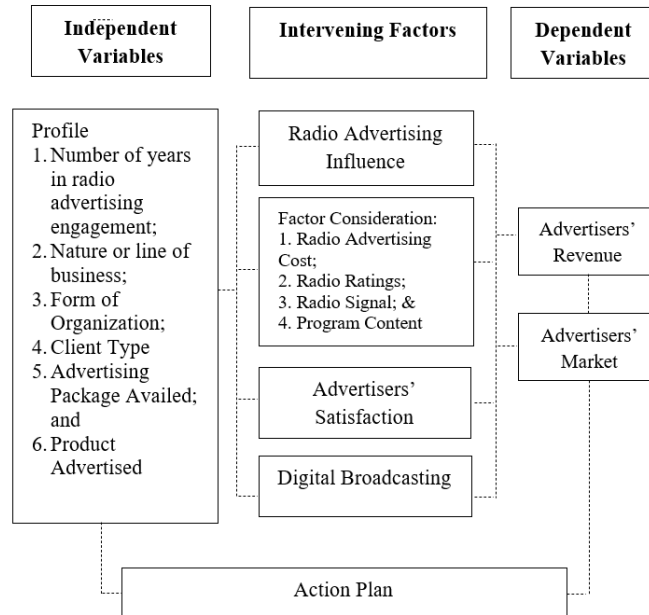 Independent
Variables
Intervening Factors
Dependent
Variables
Profile
1. Number of years
in radio
advertising
engagement;
2. Nature or line of
business;
3. Form of
Organization;
4. Client Type
5. Advertising
Package Availed;
and
6. Product
Advertised
Radio Advertising
Influence
Factor Consideration:
1. Radio Advertising
Cost;
2. Radio Ratings;
3. Radio Signal; &
4. Program Content
Advertisers’
Satisfaction
Digital Broadcasting
Advertisers’
Revenue
Advertisers’
Market
Action Plan